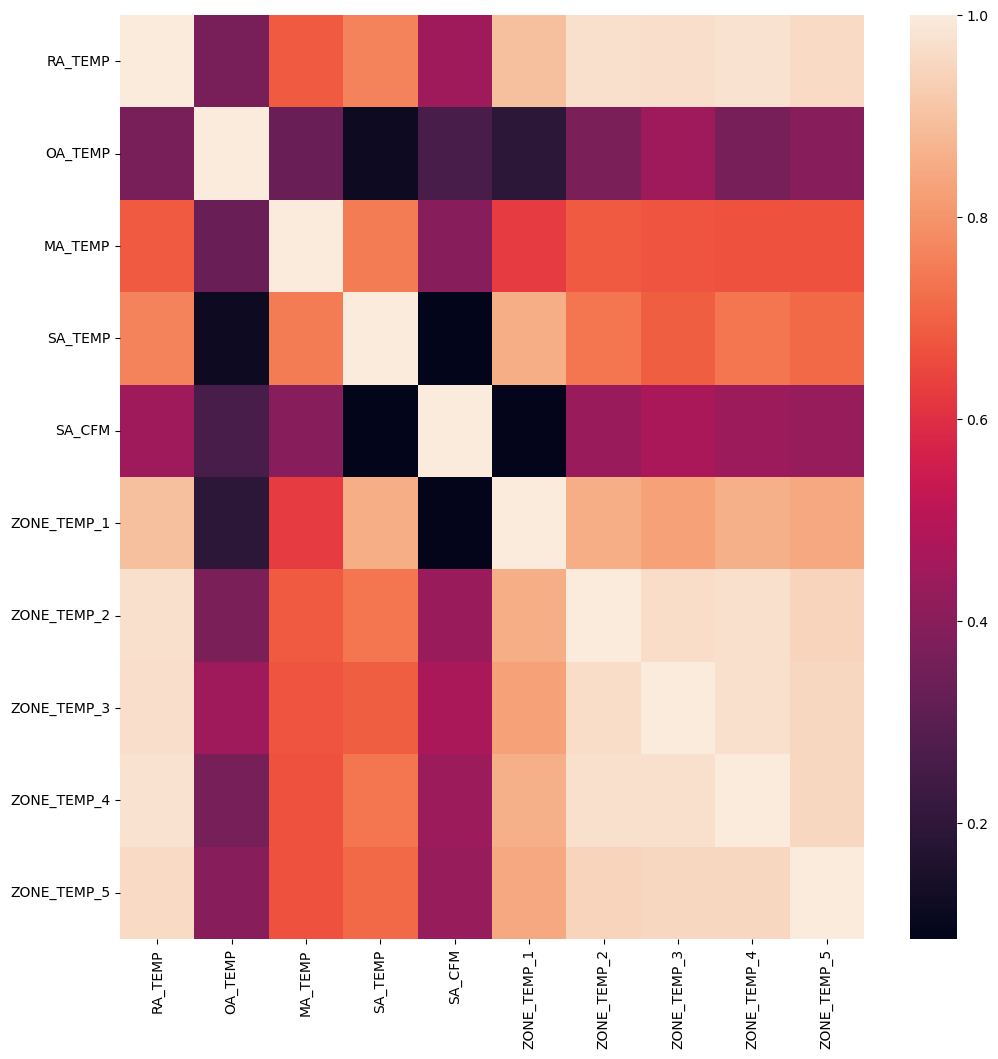 RA_TEMP
OA_TEMP
MA_TEMP
SA_TEMP
SA_CFM
ZONE_TEMP_1
ZONE_TEMP_2
ZONE_TEMP_3
ZONE_TEMP_4
ZONE_TEMP_5
RA_TEMP
OA_TEMP
MA_TEMP
SA_TEMP
SA_CFM
ZONE_TEMP_1
ZONE_TEMP_2
ZONE_TEMP_3
ZONE_TEMP_4
ZONE_TEMP_5
1.0
0.8
0.6
0.4
0.2